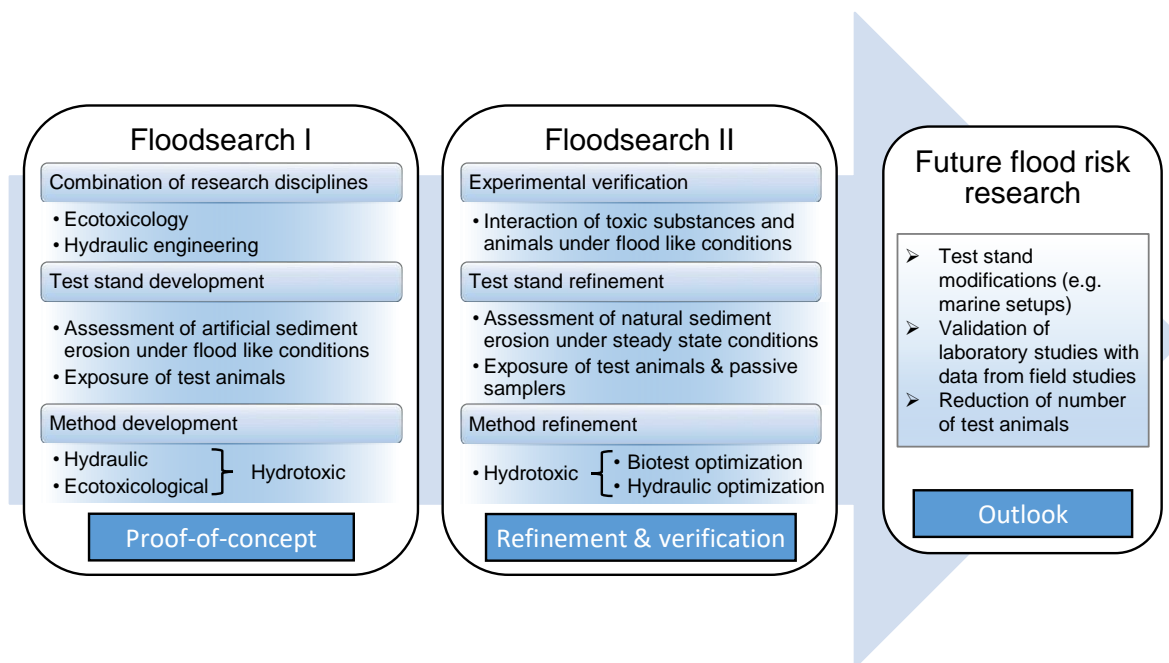 Floodsearch I
Combination of research disciplines
• Ecotoxicology
• Hydraulic engineering
Test stand development
• Assessment of artificial sediment
erosion under flood like conditions
• Exposure of test animals
Method development
• Hydraulic
• Ecotoxicological
Hydrotoxic
Proof-of-concept
Floodsearch II
Experimental verification
• Interaction of toxic substances and
animals under flood like conditions
Test stand refinement
• Assessment of natural sediment
erosion under steady state conditions
• Exposure of test animals & passive
samplers
Method refinement
• Hydrotoxic
• Biotest optimization
• Hydraulic optimization
Refinement & verification
Future flood risk
research
➢ Test stand
modifications (e.g.
marine setups)
➢ Validation of
laboratory studies with
data from field studies
➢ Reduction of number
of test animals
Outlook